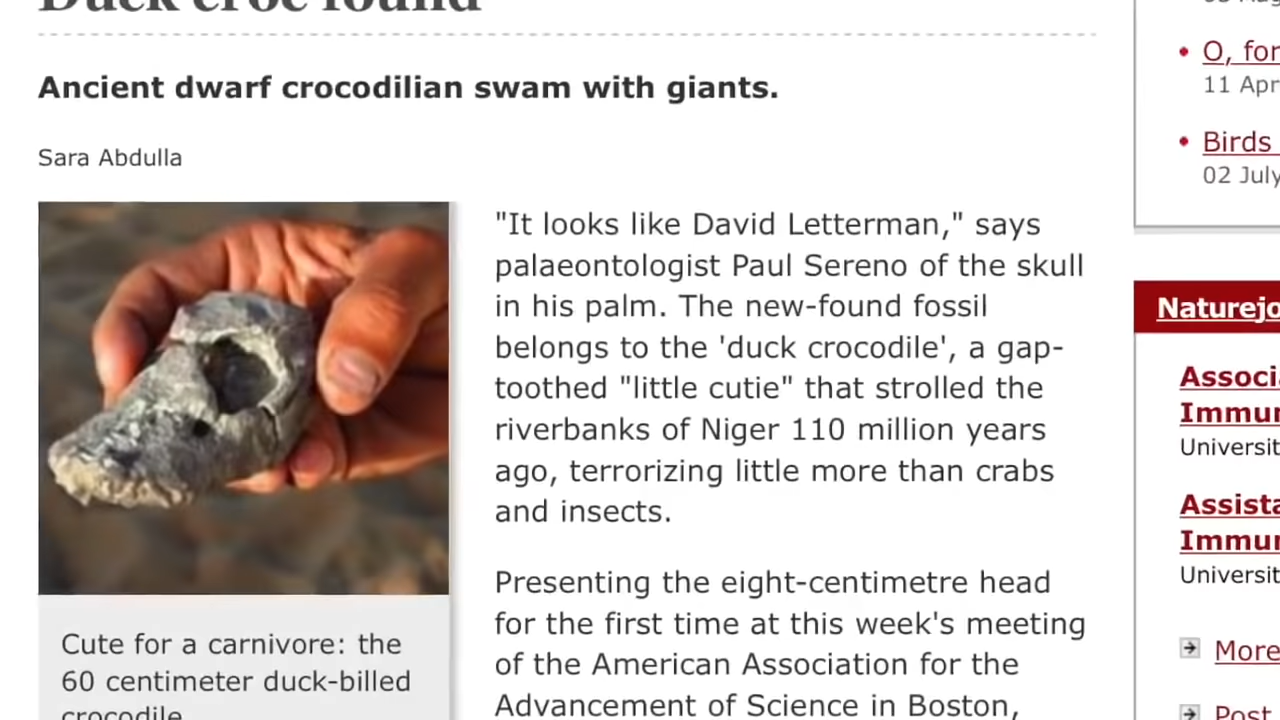 Duck croc found
Ancient dwarf crocodilian swam with giants.
Sara Abdulla
"It looks like David Letterman," says
palaeontologist Paul Sereno of the skull
in his palm. The new-found fossil
belongs to the 'duck crocodile', a gap-
toothed "little cutie" that strolled the
riverbanks of Niger 110 million years
ago, terrorizing little more than crabs
and insects.
Presenting the eight-centimetre head
for the first time at this week's meeting
of the American Association for the
Advancement of Science in Boston,
Cute for a carnivore: the
60 centimeter duck-billed
crocodile
O, for
11 Apr
Birds
02 July
Naturejo
Associ
Immu
Universit
Assista
Immu
Universit
More
Post